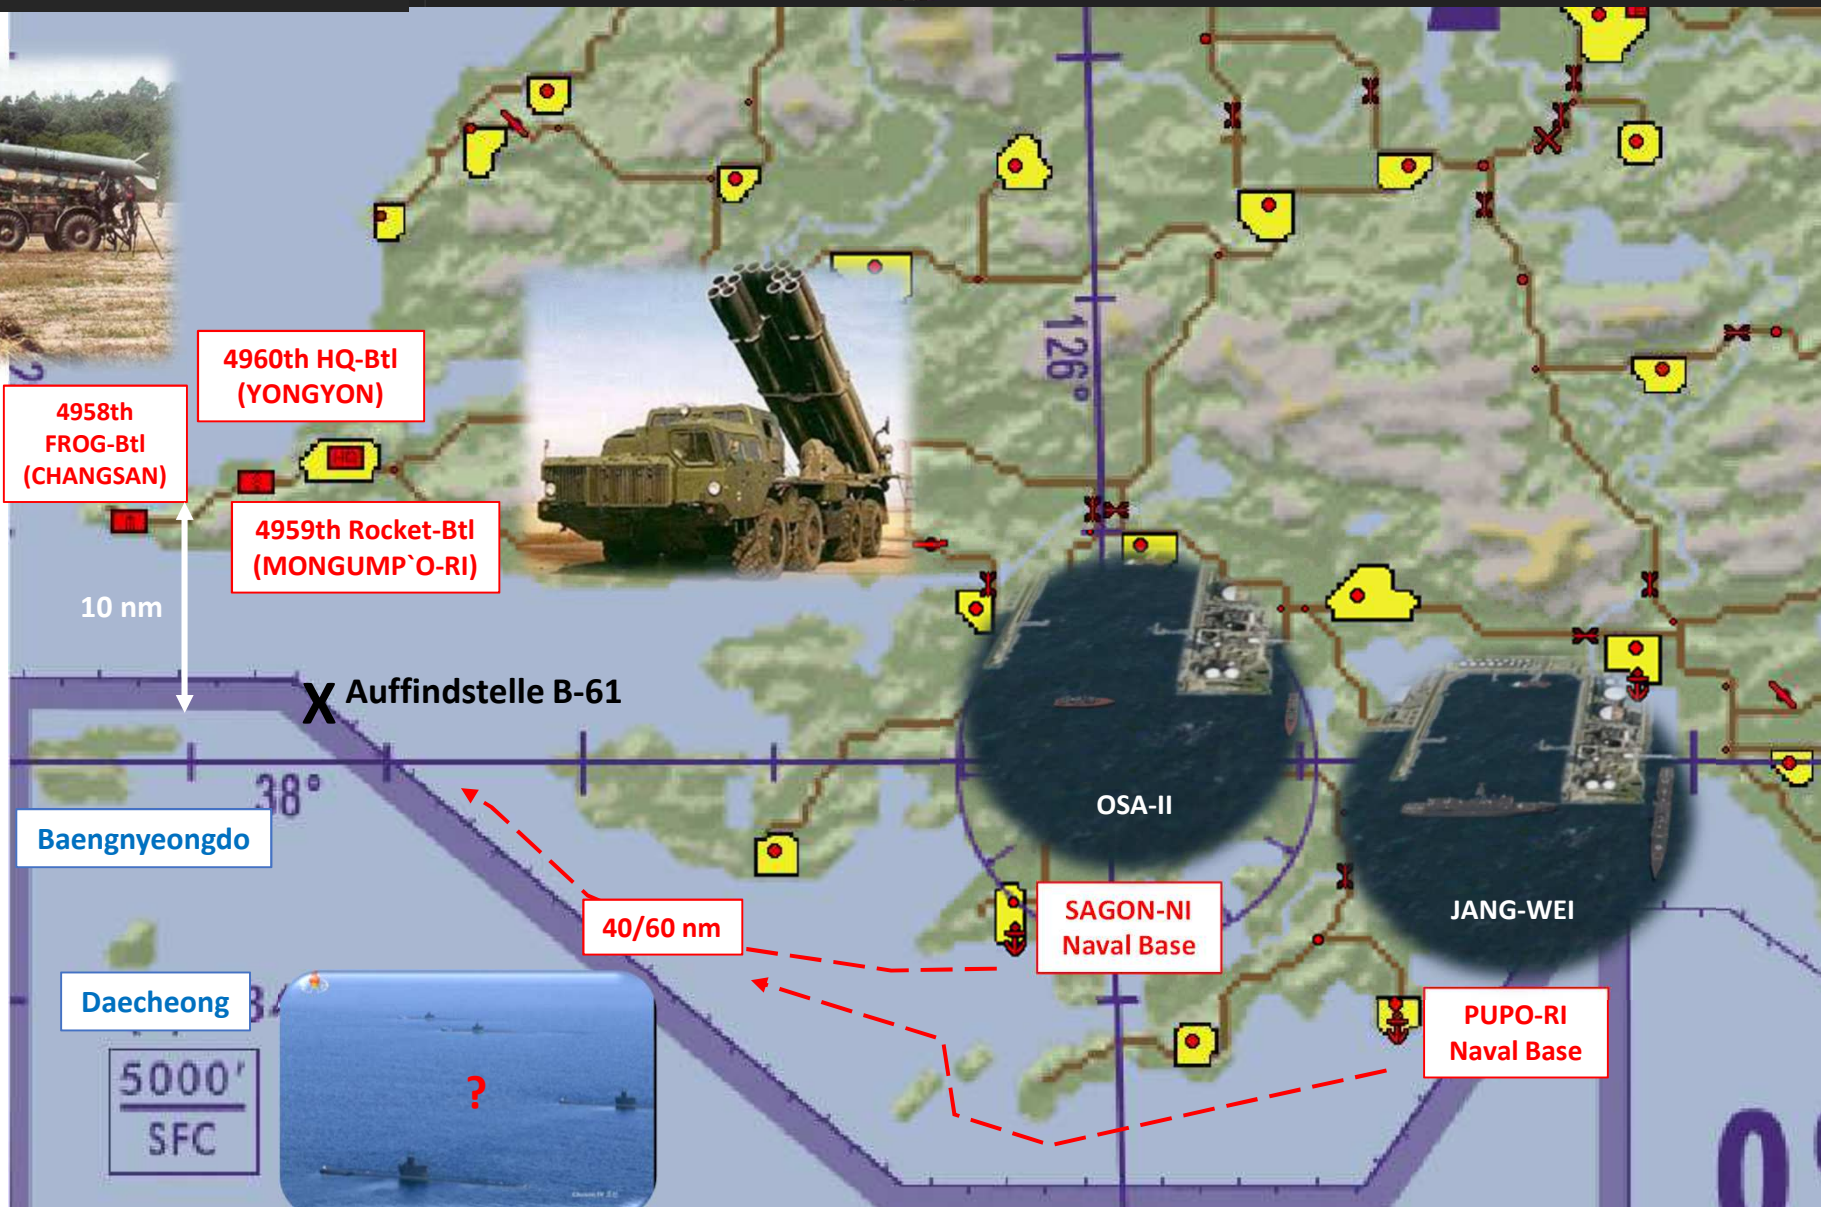 4960th HQ-Btl
(YONGYON)
4958th
FROG-Btl
(CHANGSAN)
4959th Rocket-Btl
(MONGUMP`O-RI)
10 nm
X Auffindstelle B-61
126°
38°
Baengnyeongdo
Daecheong
40/60 nm
OSA-II
SAGON-NI
Naval Base
JANG-WEI
PUPO-RI
Naval Base
5000'
SFC
?
HQ